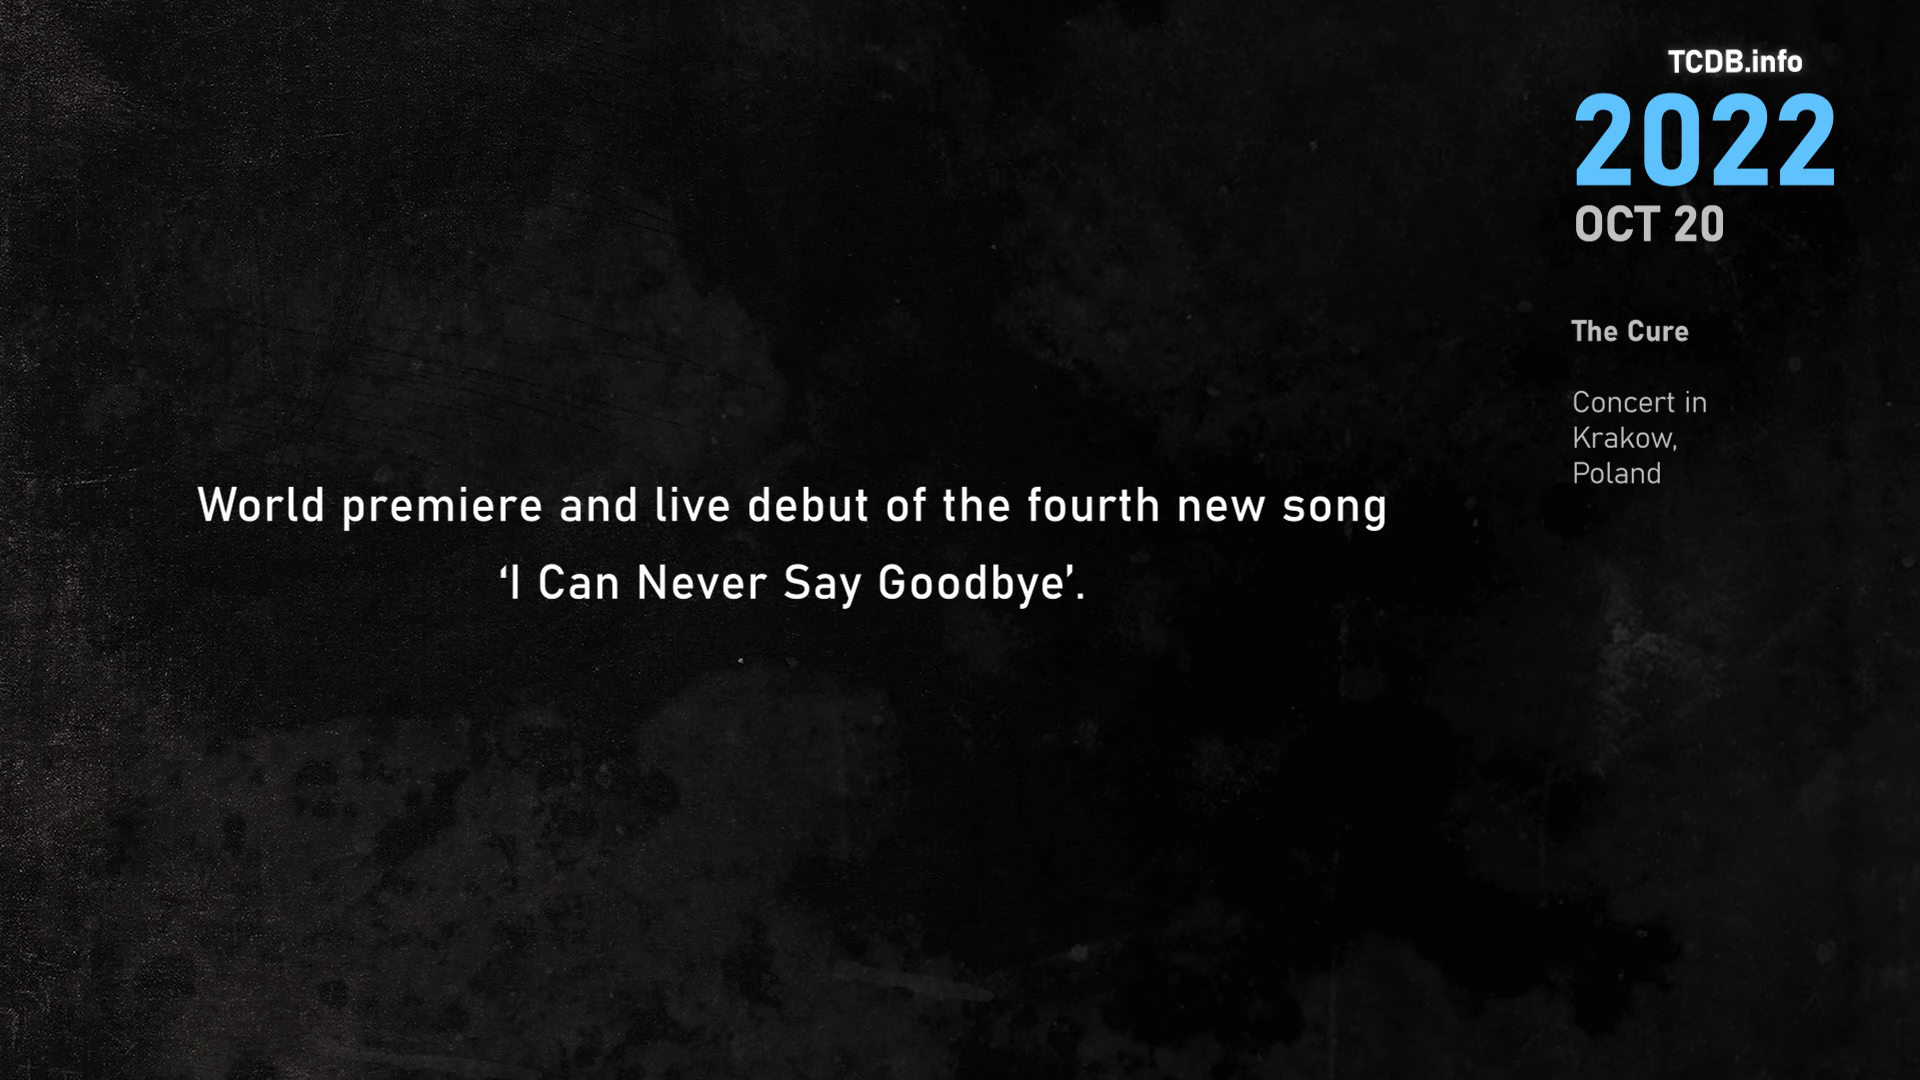 TCDB.info
2022
OCT 20
The Cure
Concert in
Krakow,
Poland
World premiere and live debut of the fourth new song
‘I Can Never Say Goodbye’.